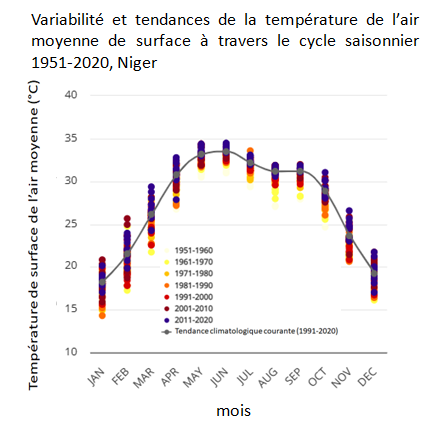 Variabilité et tendances de la température de l'air
moyenne de surface à travers le cycle saisonnier
1951-2020, Niger
Température de surface de l'air moyenne (°C)
40
35
30
25
20
15
10
1951-1960
1961-1970
1971-1980
1981-1990
1991-2000
2001-2010
2011-2020
Tendance climatologique courante (1991-2020)
JAN
FEB
MAR
APR
MAY
JUN
JUL
AUG
SEP
OCT
NOV
DEC
mois